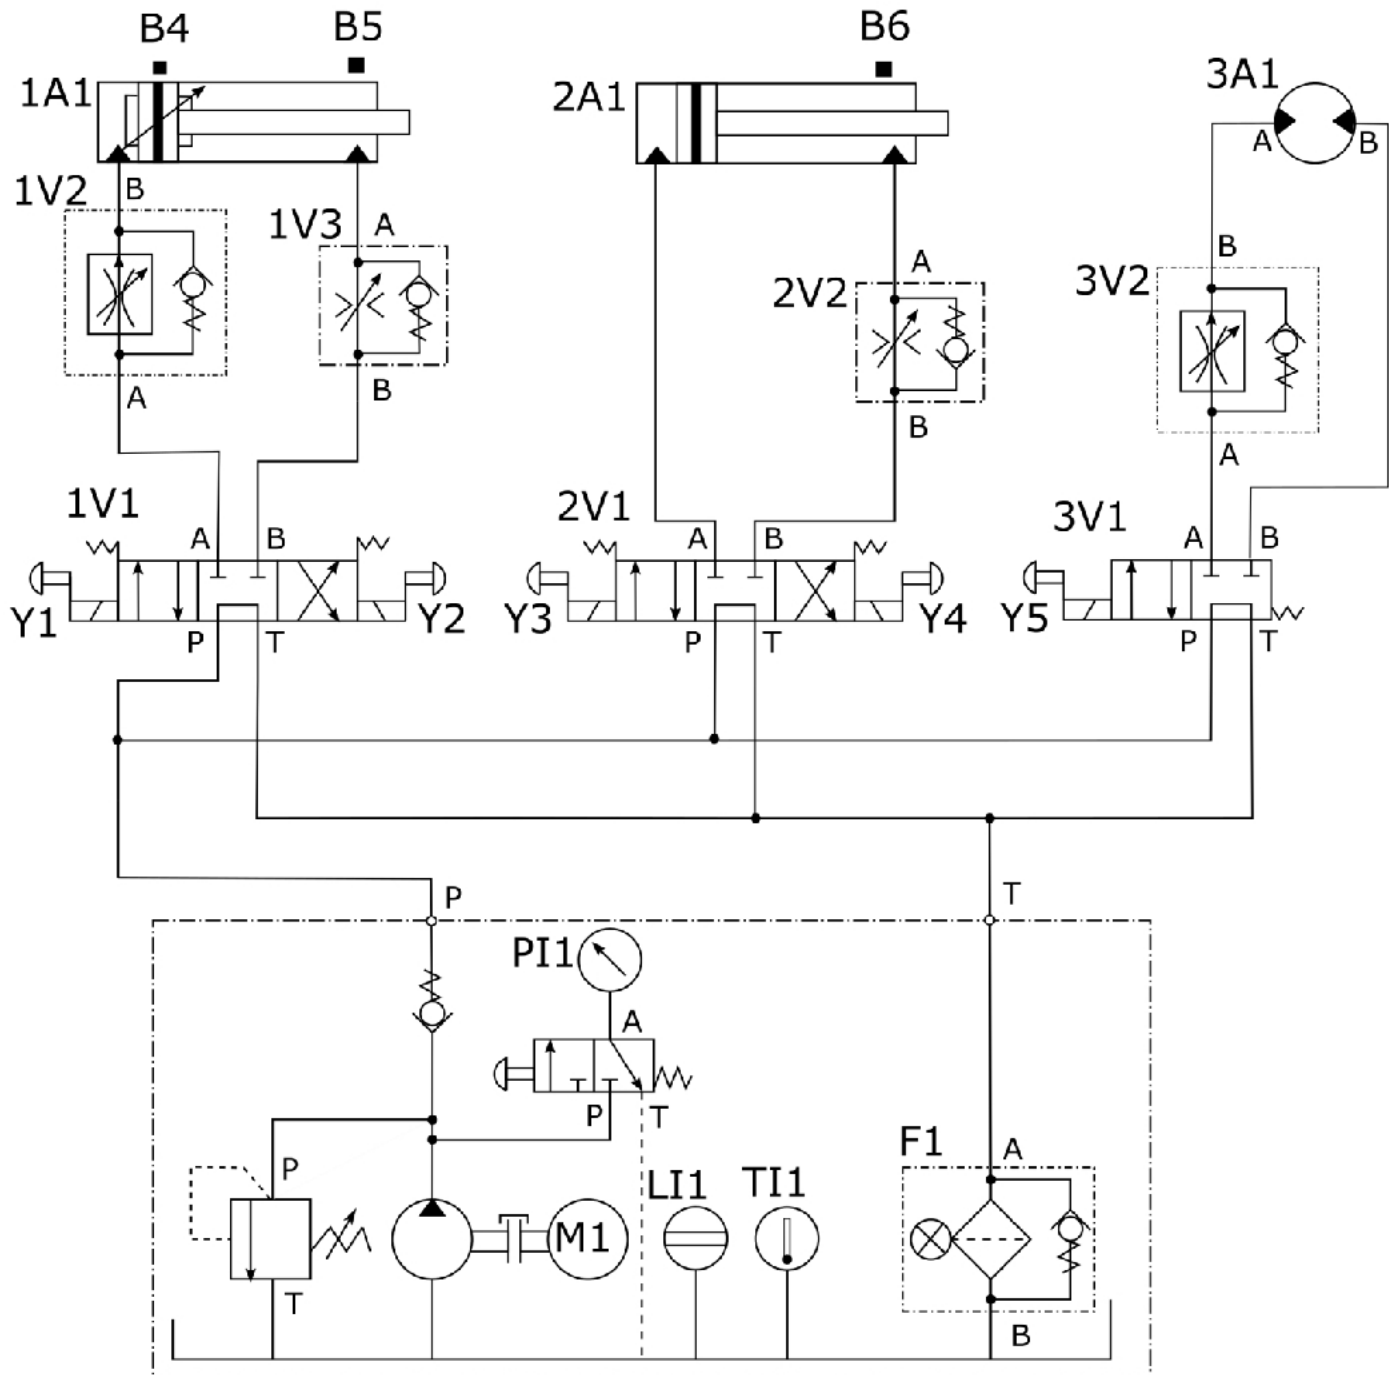 B4 B5 B6
1A1 2A1 3A1
A B
1V2 B
1V3 A
B
A
2V2 3V2
A B
B
A
1V1 2V1 3V1
A B A B A B
Y1 Y2 Y3 Y4 Y5
P T P T P T
P T
PI1
A
P T
F1 A
P LI1 TI1
M1
T
B